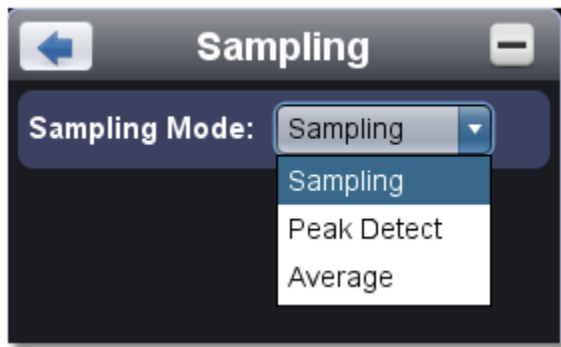 Sampling
Sampling Mode: Sampling
Sampling
Peak Detect
Average